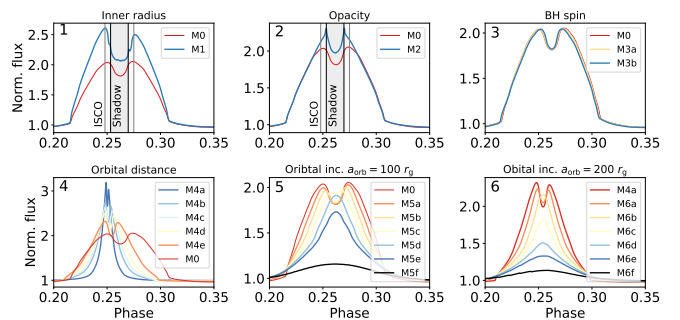 Inner radius
Opacity
BH spin
1
M0
M1
2
M0
M2
3
M0
M3a
M3b
Norm. flux
2.5
2.0
1.5
1.0
2.0
1.5
1.0
2.0
1.5
1.0
ISCO
Shadow
ISCO
Shadow
0.20 0.25 0.30 0.35
0.20 0.25 0.30 0.35
0.20 0.25 0.30 0.35
Orbital distance
Oribtal inc. a_orb = 100 r_g
Obital inc. a_orb = 200 r_g
4
M4a
M4b
M4c
M4d
M4e
M0
5
M0
M5a
M5b
M5c
M5d
M5e
M5f
6
M4a
M6a
M6b
M6c
M6d
M6e
M6f
Norm. flux
3
2
1
2.0
1.5
1.0
2.0
1.5
1.0
0.20 0.25 0.30 0.35
0.20 0.25 0.30 0.35
0.20 0.25 0.30 0.35
Phase
Phase
Phase